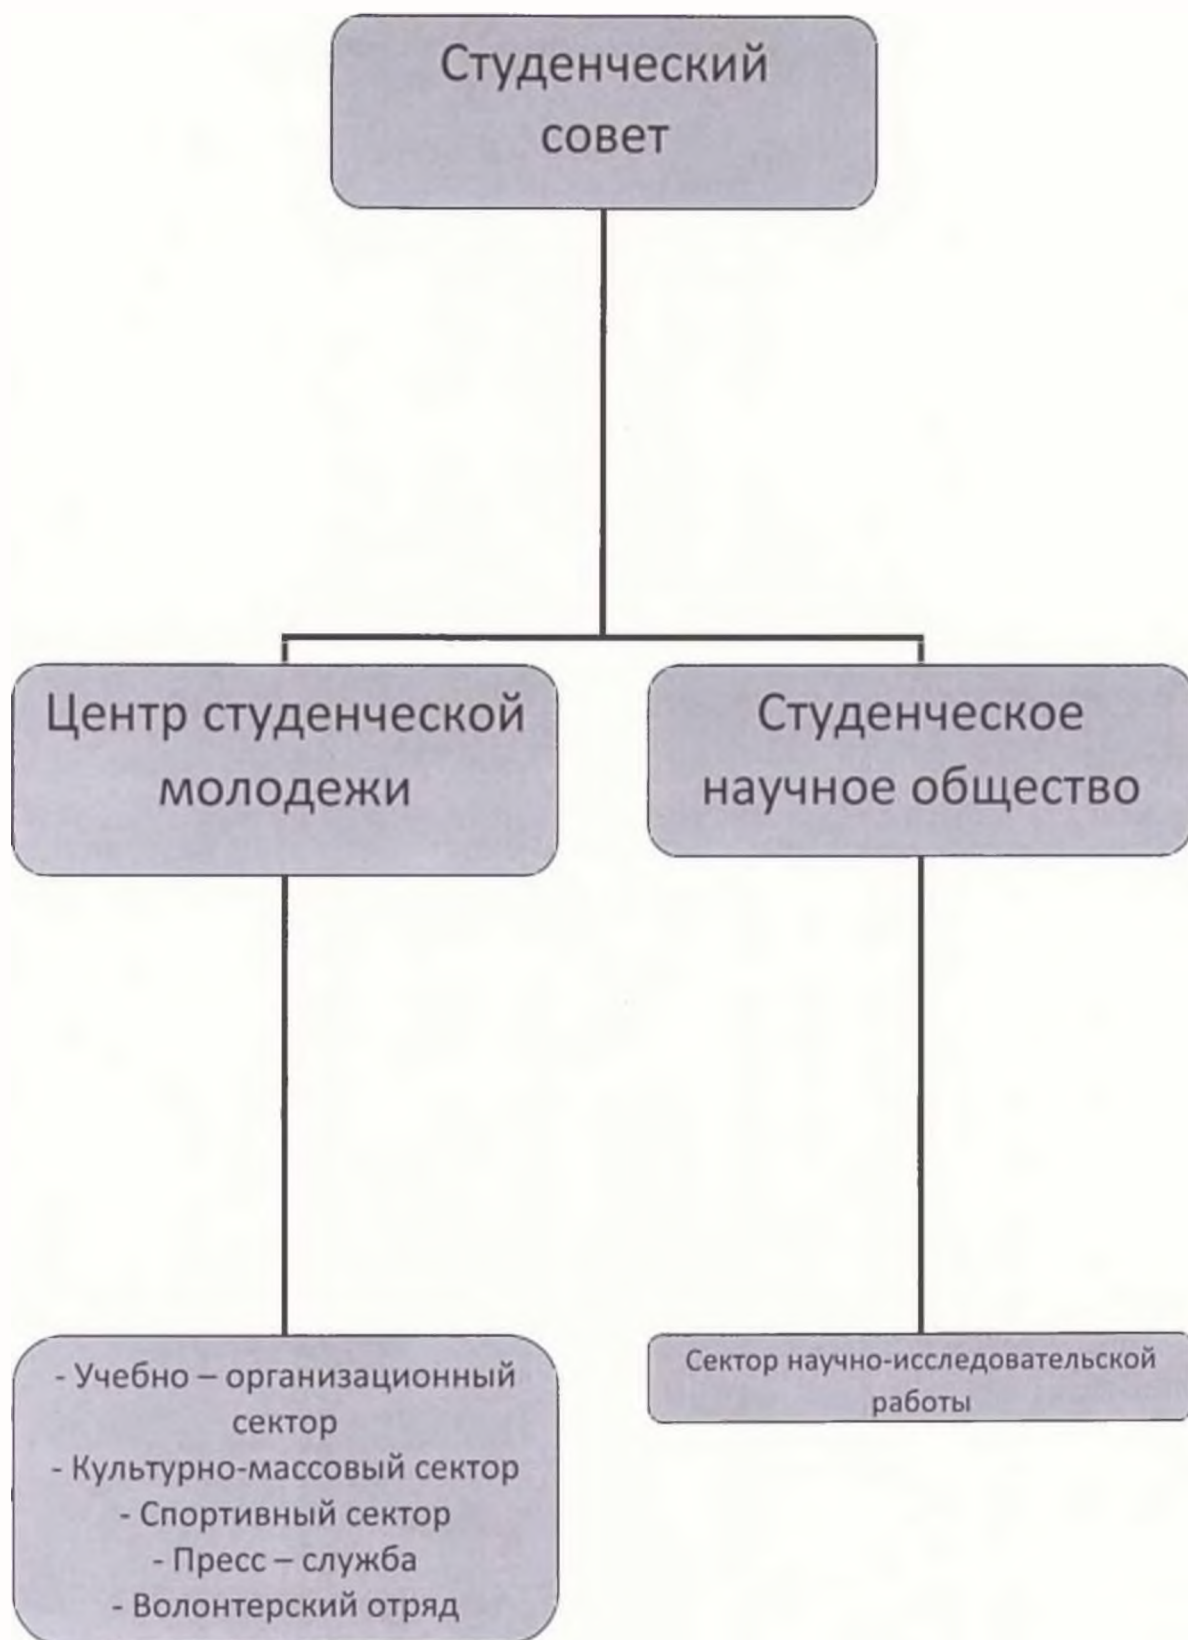 Студенческий
совет
Центр студенческой
молодежи
Студенческое
научное общество
- Учебно – организационный
сектор
- Культурно-массовый сектор
- Спортивный сектор
- Пресс – служба
- Волонтерский отряд
Сектор научно-исследовательской
работы